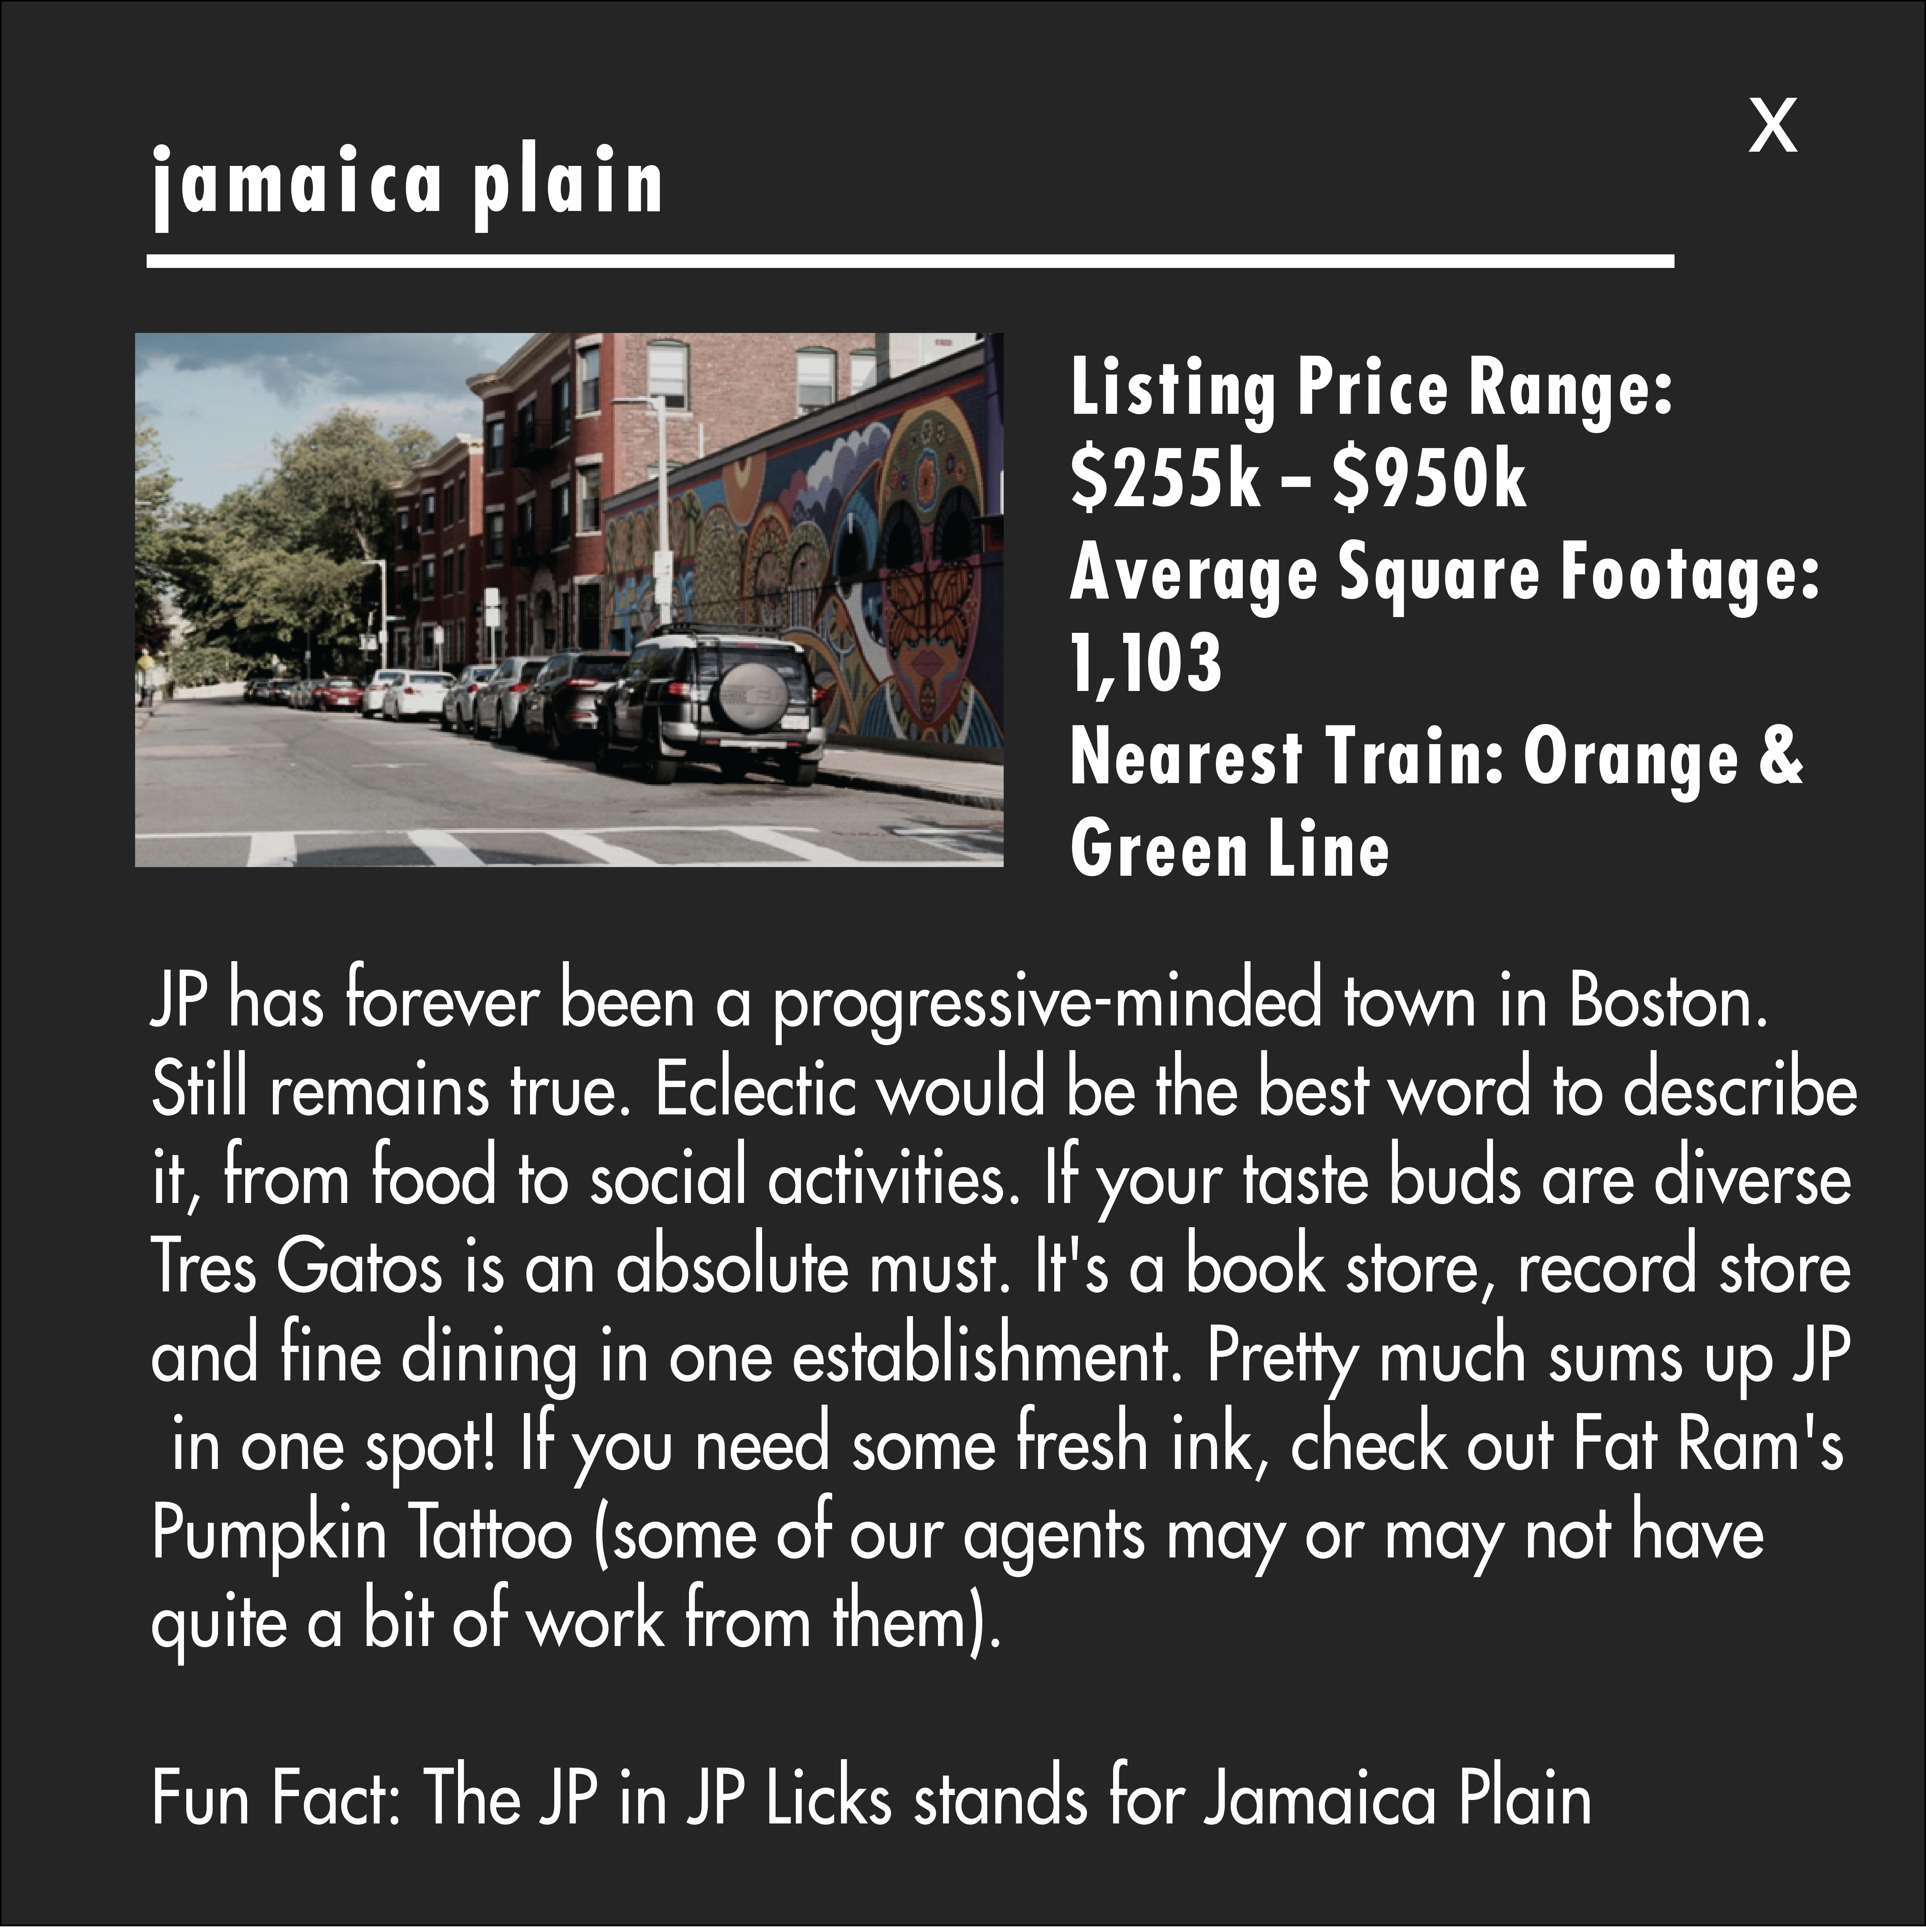 X
jamaica plain
Listing Price Range:
$255k – $950k
Average Square Footage:
1,103
Nearest Train: Orange &
Green Line
JP has forever been a progressive-minded town in Boston.
Still remains true. Eclectic would be the best word to describe
it, from food to social activities. If your taste buds are diverse
Tres Gatos is an absolute must. It's a book store, record store
and fine dining in one establishment. Pretty much sums up JP
in one spot! If you need some fresh ink, check out Fat Ram's
Pumpkin Tattoo (some of our agents may or may not have
quite a bit of work from them).
Fun Fact: The JP in JP Licks stands for Jamaica Plain